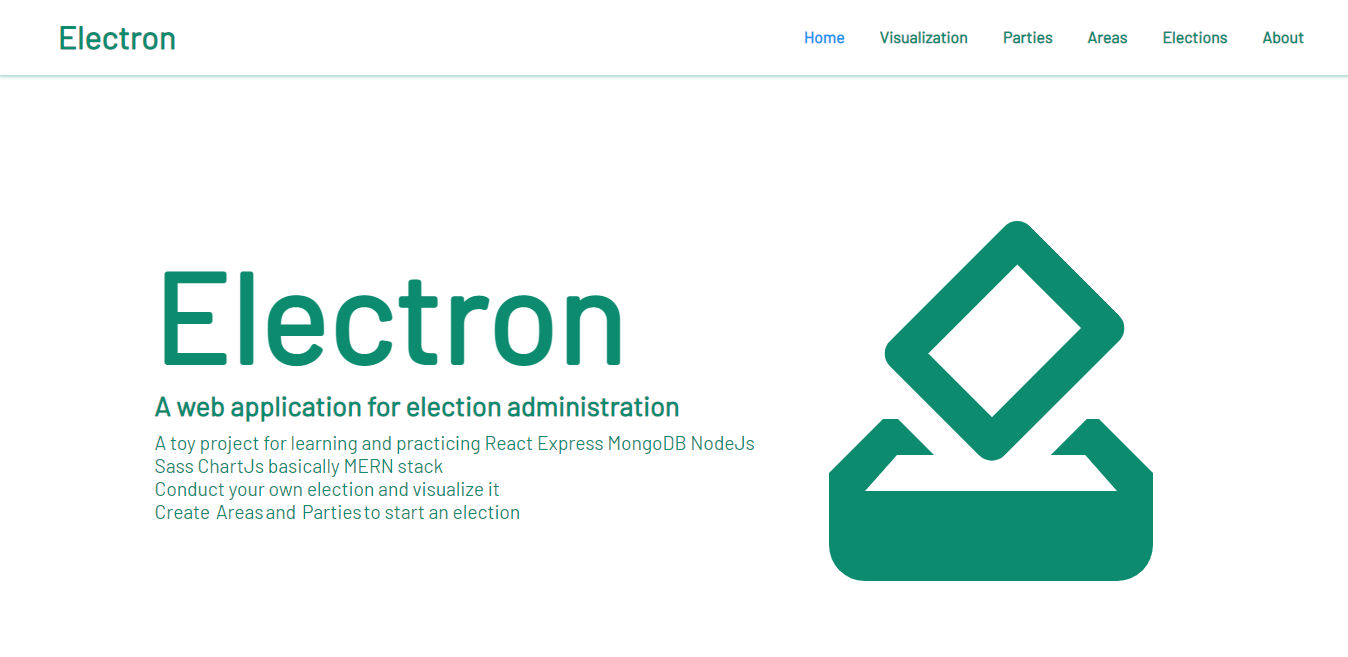 Electron
Home Visualization Parties Areas Elections About
Electron
A web application for election administration
A toy project for learning and practicing React Express MongoDB NodeJs
Sass ChartJs basically MERN stack
Conduct your own election and visualize it
Create Areas and Parties to start an election